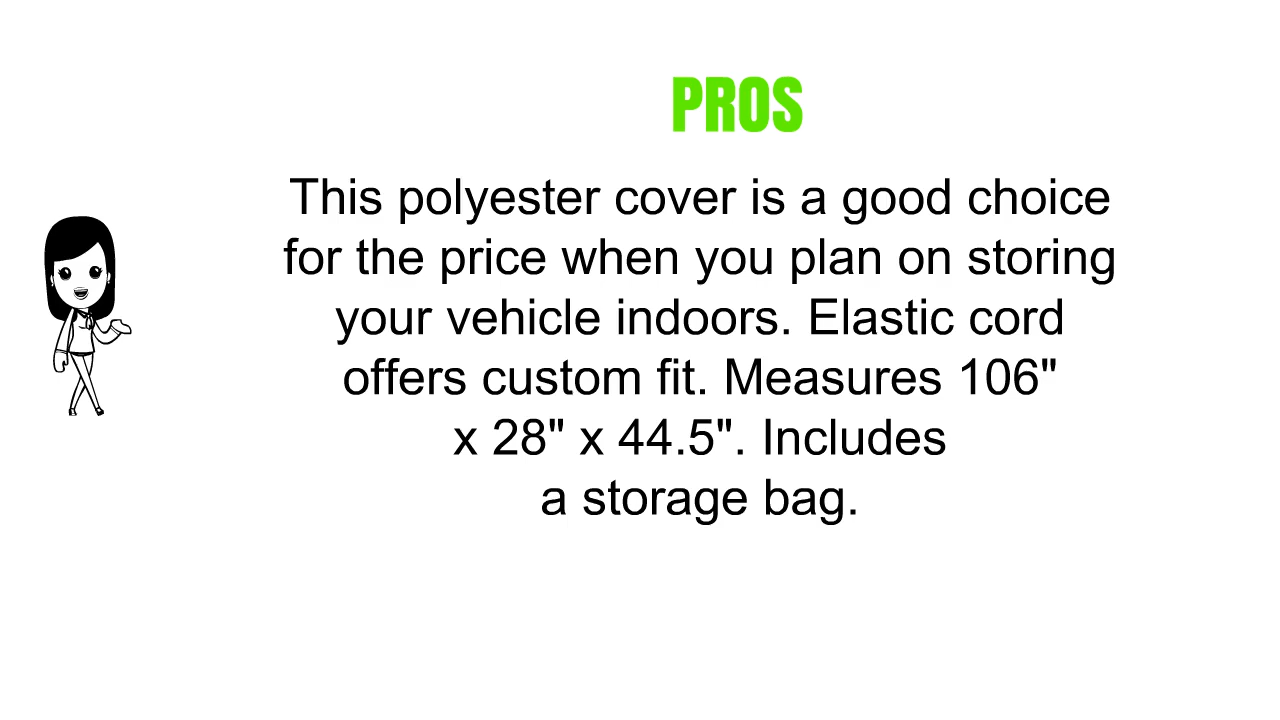 PROS
This polyester cover is a good choice
for the price when you plan on storing
your vehicle indoors. Elastic cord
offers custom fit. Measures 106"
x 28" x 44.5". Includes
a storage bag.